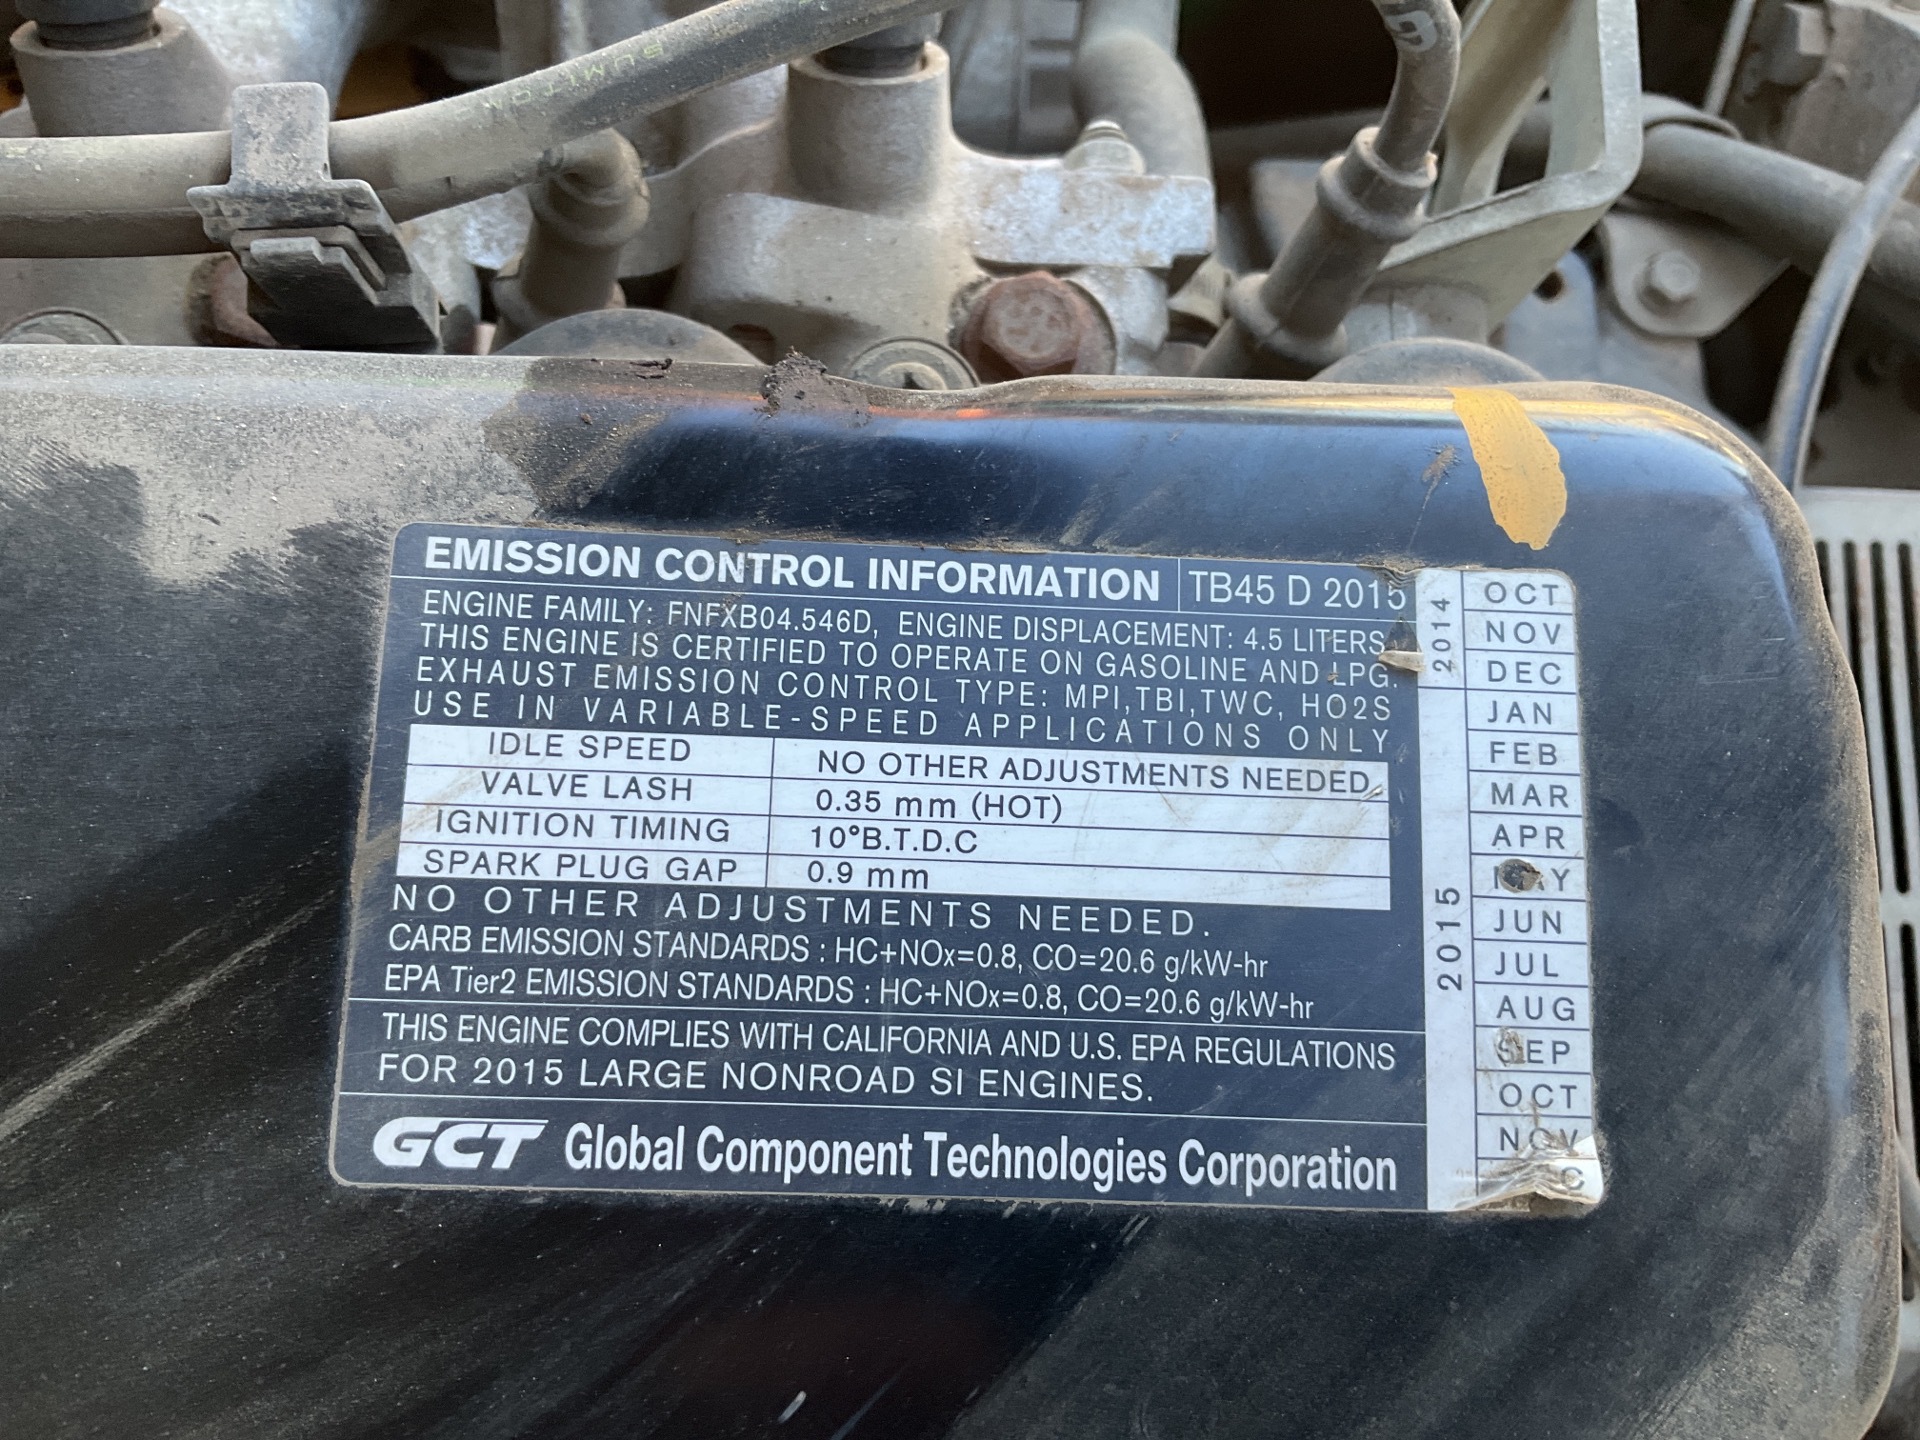 EMISSION CONTROL INFORMATION TB45 D 2015
ENGINE FAMILY: FNFXB04.546D, ENGINE DISPLACEMENT: 4.5 LITERS
THIS ENGINE IS CERTIFIED TO OPERATE ON GASOLINE AND LPG.
EXHAUST EMISSION CONTROL TYPE: MPI,TBI,TWC, HO2S
USE IN VARIABLE-SPEED APPLICATIONS ONLY
IDLE SPEED NO OTHER ADJUSTMENTS NEEDED.
VALVE LASH 0.35 mm (HOT)
IGNITION TIMING 10°B.T.D.C
SPARK PLUG GAP 0.9 mm
NO OTHER ADJUSTMENTS NEEDED.
CARB EMISSION STANDARDS : HC+NOx=0.8, CO=20.6 g/kW-hr
EPA Tier2 EMISSION STANDARDS : HC+NOx=0.8, CO=20.6 g/kW-hr
THIS ENGINE COMPLIES WITH CALIFORNIA AND U.S. EPA REGULATIONS
FOR 2015 LARGE NONROAD SI ENGINES.
GCT Global Component Technologies Corporation
2014
OCT
NOV
DEC
2015
JAN
FEB
MAR
APR
MAY
JUN
JUL
AUG
SEP
OCT
NOV